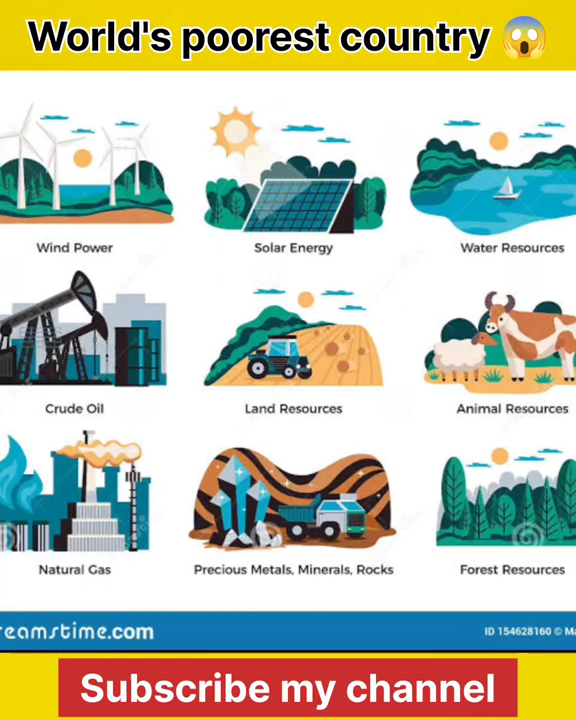 World's poorest country 😱
Wind Power
Solar Energy
Water Resources
Crude Oil
Land Resources
Animal Resources
Natural Gas
Precious Metals, Minerals, Rocks
Forest Resources
reamstime.com
ID 154628160 © Ma
Subscribe my channel